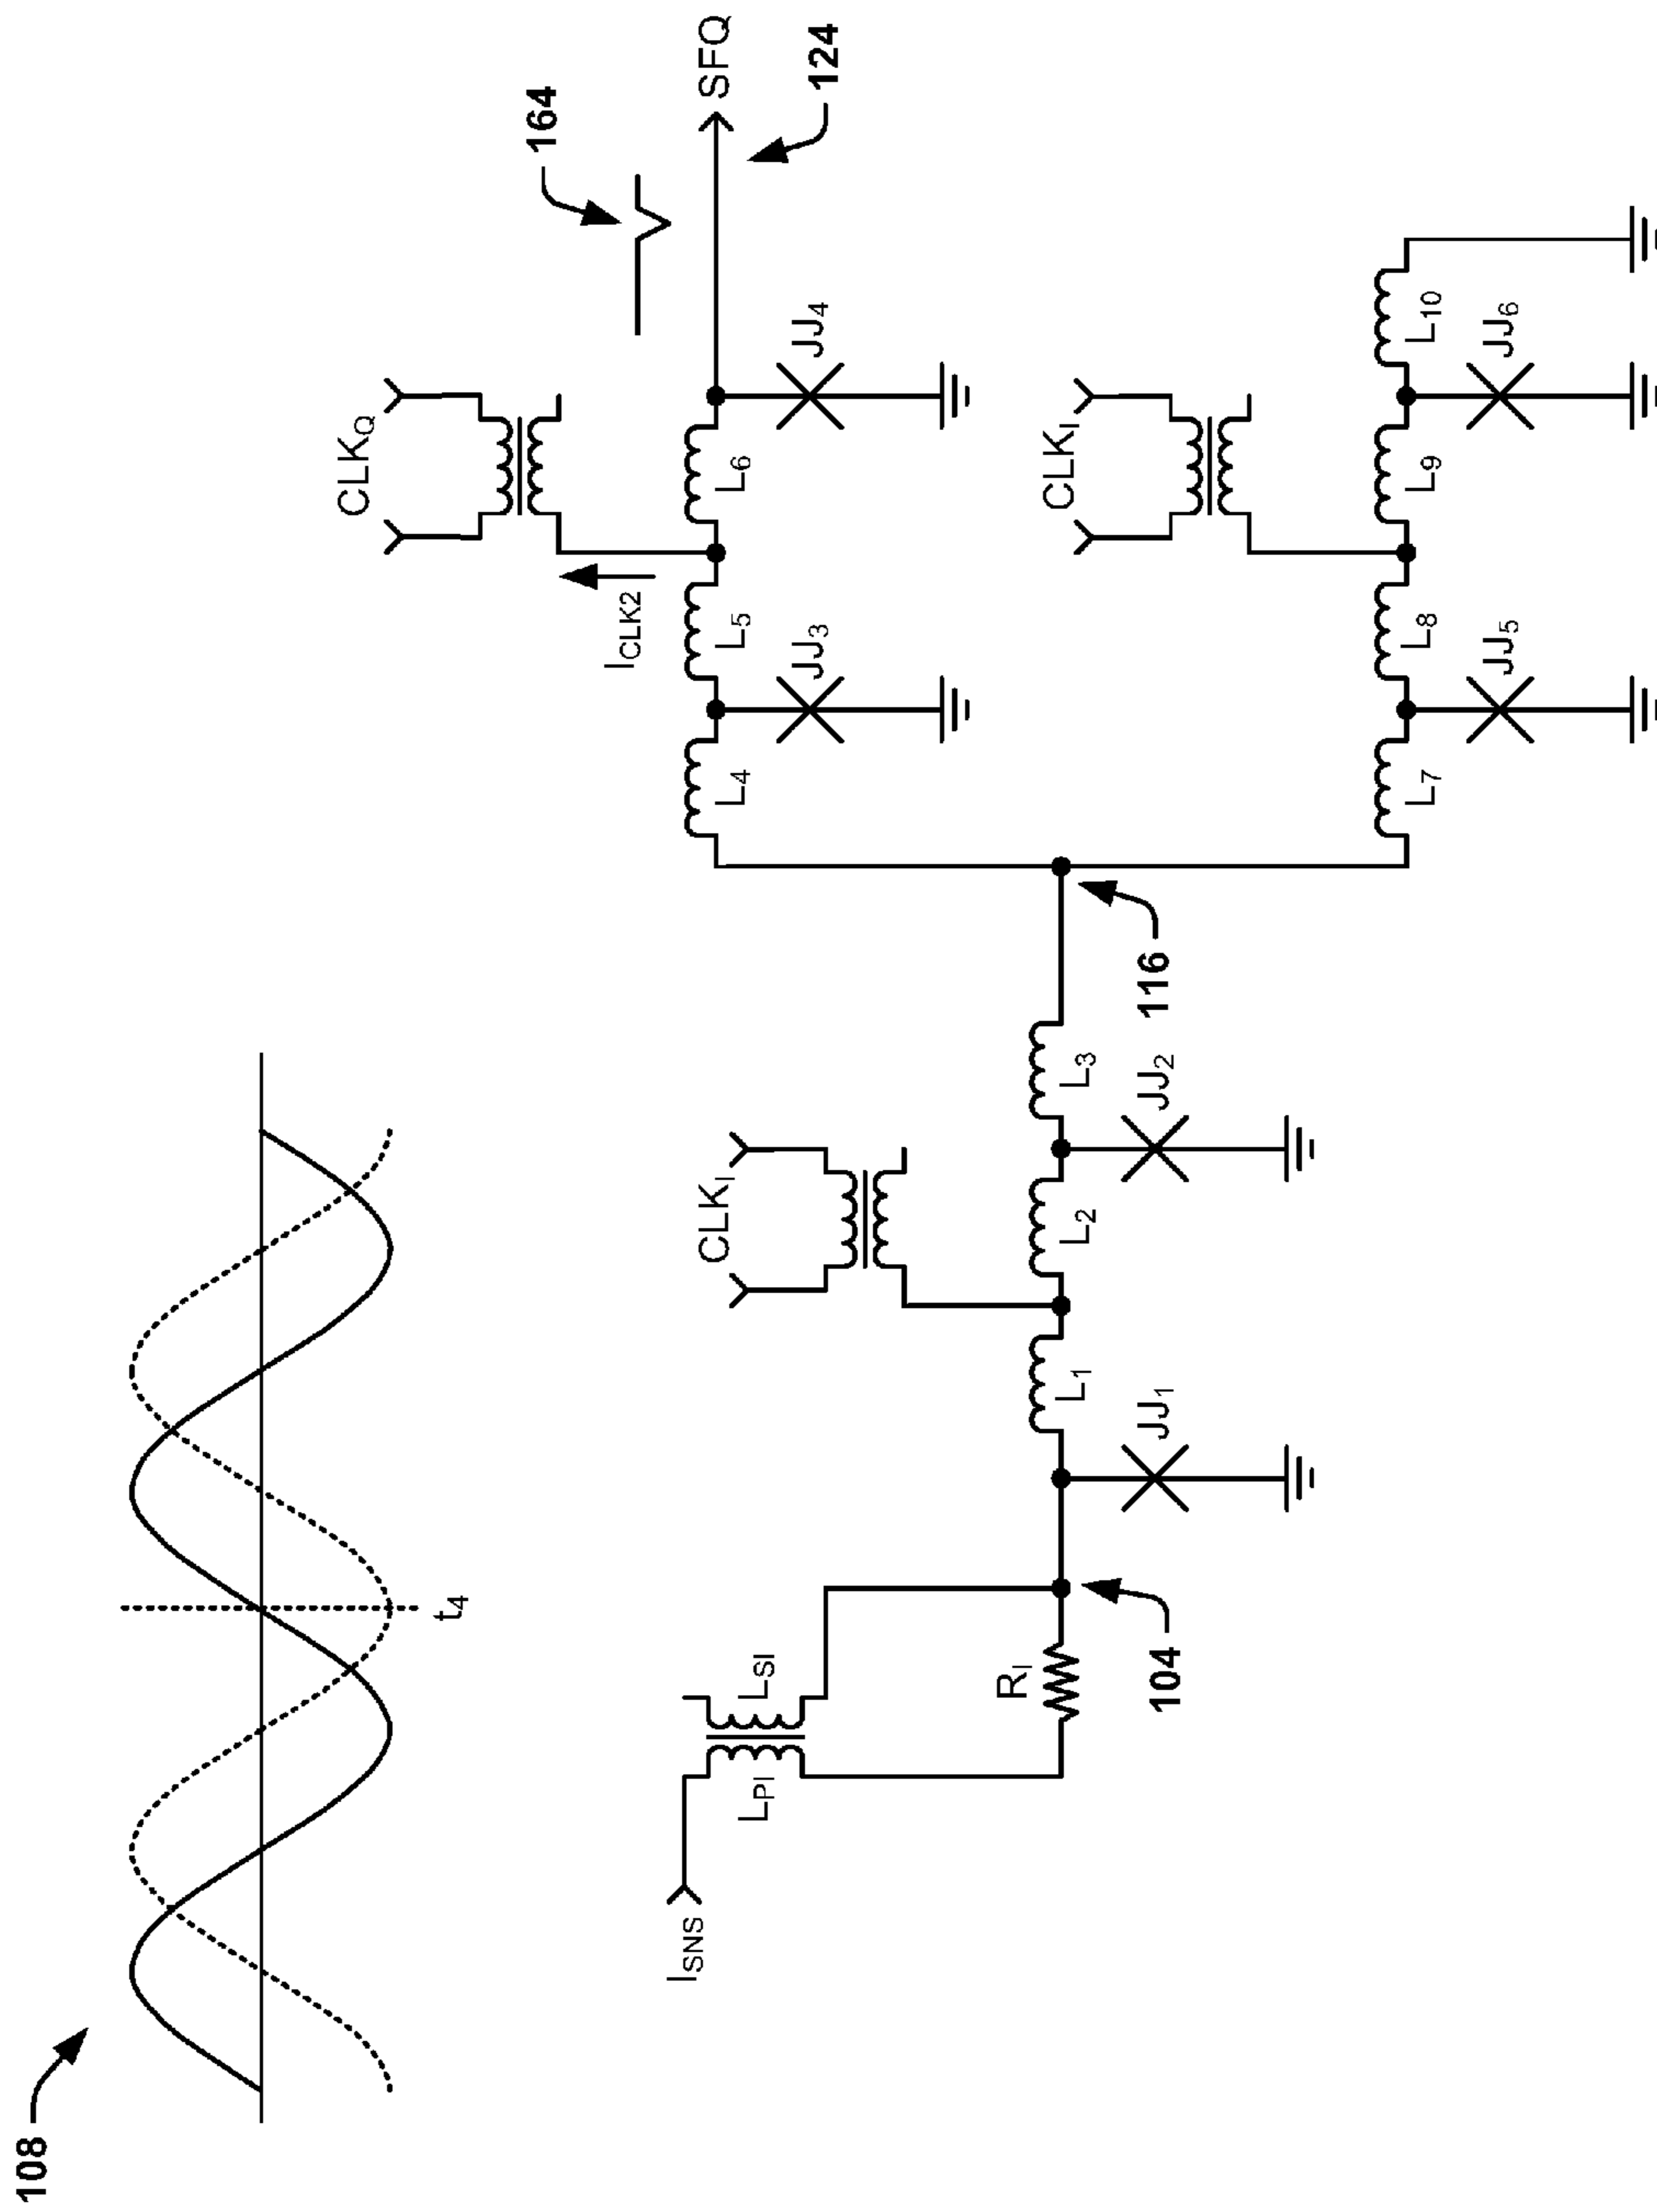 108
t4
164
SFQ
124
CLKQ
ICLK2
L4
L5
L6
JJ3
JJ4
CLKI
ISNS
LPI
LSI
RI
104
L1
L2
L3
JJ1
JJ2
116
CLKI
L7
L8
L9
L10
JJ5
JJ6